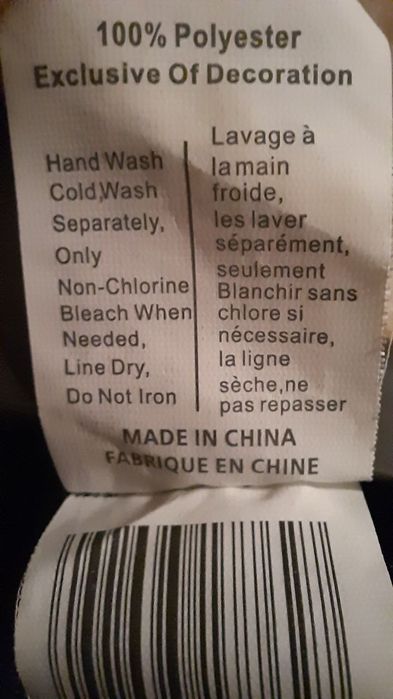 100% Polyester
Exclusive Of Decoration
Hand Wash
Cold,Wash
Separately,
Only
Non-Chlorine
Bleach When
Needed,
Line Dry,
Do Not Iron
Lavage à
la main
froide,
les laver
séparément,
seulement
Blanchir sans
chlore si
nécessaire,
la ligne
sèche,ne
pas repasser
MADE IN CHINA
FABRIQUE EN CHINE